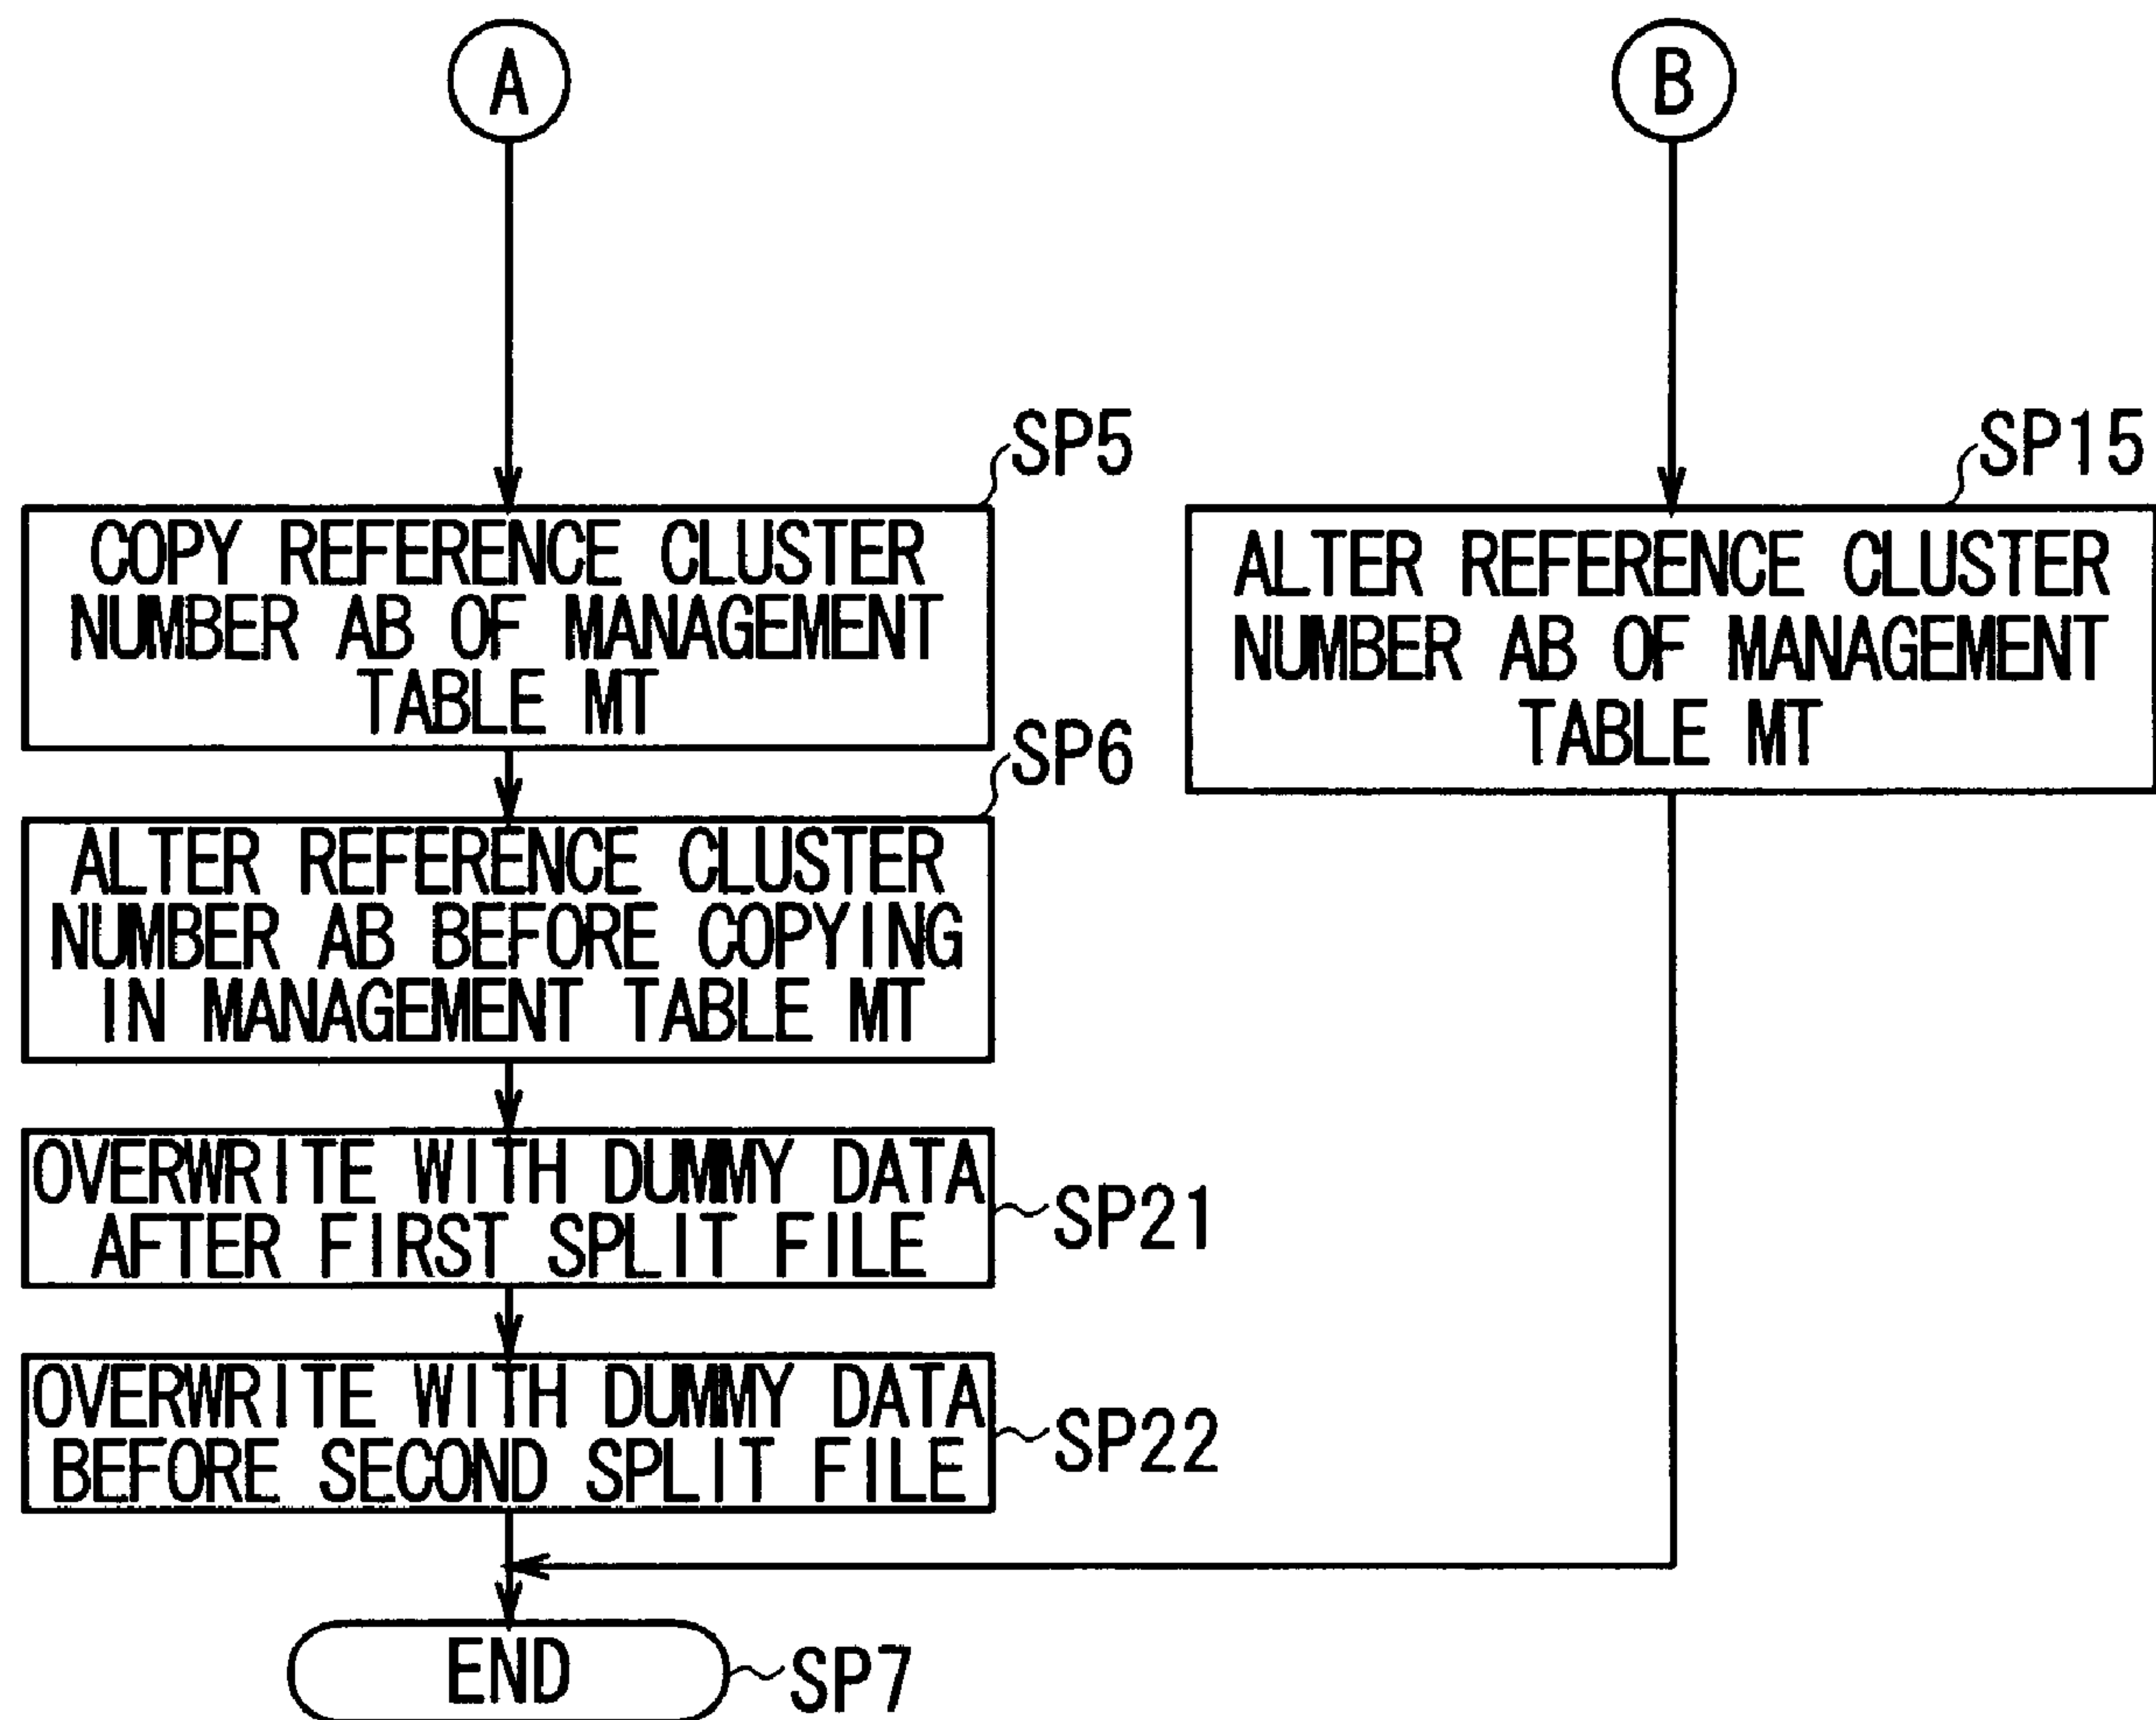 A
B
SP5
SP15
COPY REFERENCE CLUSTER
NUMBER AB OF MANAGEMENT
TABLE MT
ALTER REFERENCE CLUSTER
NUMBER AB OF MANAGEMENT
TABLE MT
SP6
ALTER REFERENCE CLUSTER
NUMBER AB BEFORE COPYING
IN MANAGEMENT TABLE MT
OVERWRITE WITH DUMMY DATA
AFTER FIRST SPLIT FILE
SP21
OVERWRITE WITH DUMMY DATA
BEFORE SECOND SPLIT FILE
SP22
END
SP7